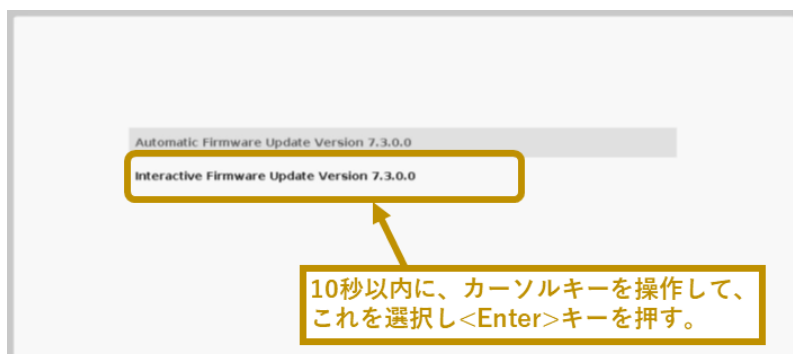 Automatic Firmware Update Version 7.3.0.0
Interactive Firmware Update Version 7.3.0.0
10秒以内に、カーソルキーを操作して、
これを選択し<Enter>キーを押す。